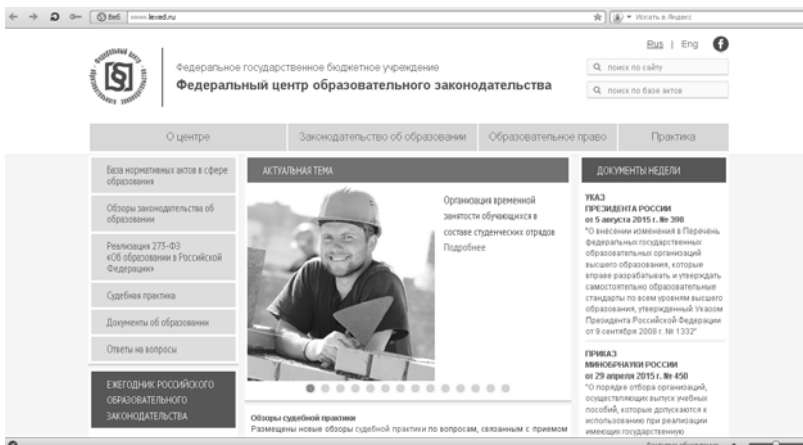 Веб www.lexed.ru
Искать в Яндекс
Rus | Eng
Федеральное государственное бюджетное учреждение
Федеральный центр образовательного законодательства
поиск по сайту
поиск по базе актов
О центре
Законодательство об образовании
Образовательное право
Практика
База нормативных актов в сфере
образования
Обзоры законодательства об
образовании
Реализация 273-ФЗ
«Об образовании в Российской
Федерации»
Судебная практика
Документы об образовании
Ответы на вопросы
ЕЖЕГОДНИК РОССИЙСКОГО
ОБРАЗОВАТЕЛЬНОГО
ЗАКОНОДАТЕЛЬСТВА
АКТУАЛЬНАЯ ТЕМА
Организация временной
занятости обучающихся в
составе студенческих отрядов
Подробнее
Обзоры судебной практики
Размещены новые обзоры судебной практики по вопросам, связанным с приемом
ДОКУМЕНТЫ НЕДЕЛИ
УКАЗ
ПРЕЗИДЕНТА РОССИИ
от 5 августа 2015 г. № 398
"О внесении изменения в Перечень
федеральных государственных
образовательных организаций
высшего образования, которые
вправе разрабатывать и утверждать
самостоятельно образовательные
стандарты по всем уровням высшего
образования, утвержденный Указом
Президента Российской Федерации
от 9 сентября 2008 г. № 1332"
ПРИКАЗ
МИНОБРНАУКИ РОССИИ
от 29 апреля 2015 г. № 450
"О порядке отбора организаций,
осуществляющих выпуск учебных
пособий, которые допускаются к
использованию при реализации
имеющих государственную